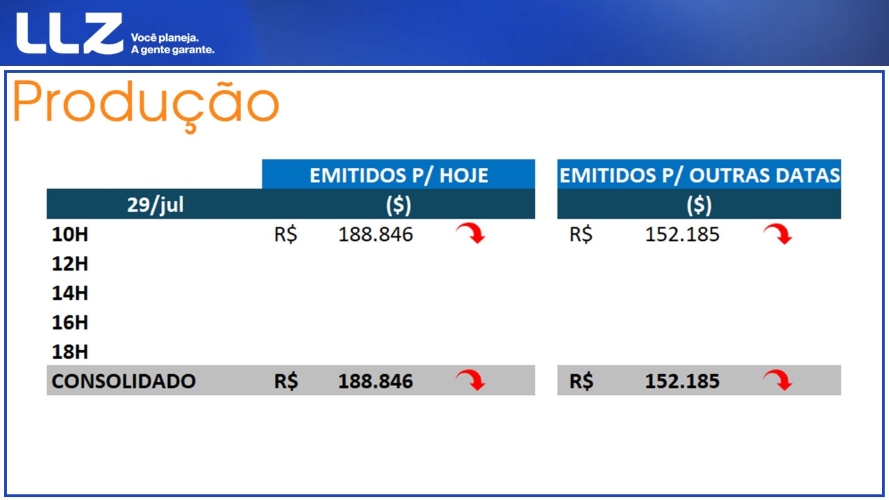 LLZ
Você planeja.
A gente garante.
Produção
EMITIDOS P/ HOJE EMITIDOS P/ OUTRAS DATAS
29/jul ($) ($)
10H R$ 188.846 R$ 152.185
12H
14H
16H
18H
CONSOLIDADO R$ 188.846 R$ 152.185